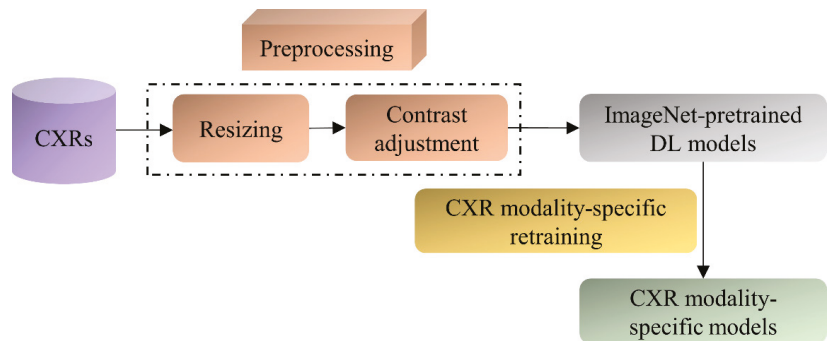 Preprocessing
CXRs
Resizing
Contrast
adjustment
ImageNet-pretrained
DL models
CXR modality-specific
retraining
CXR modality-
specific models